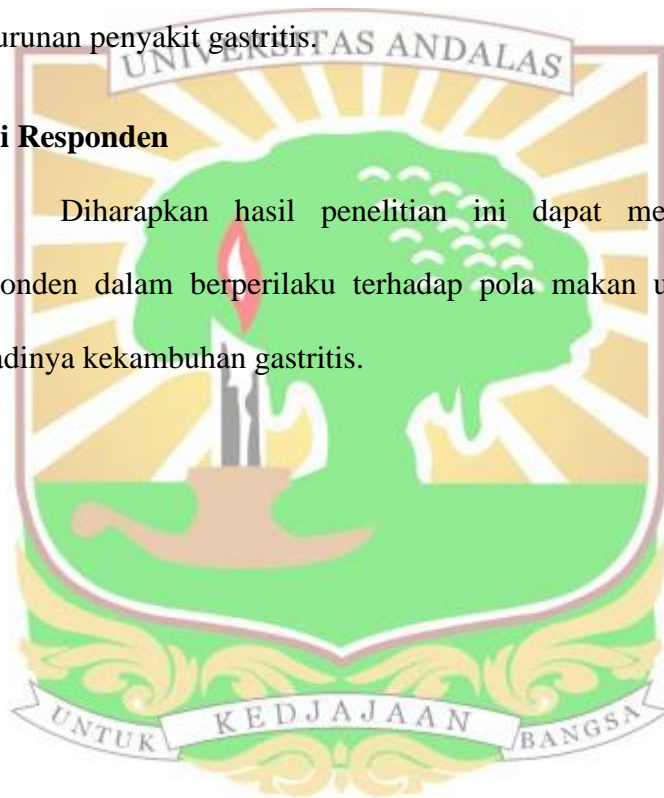 urunan penyakit gastritis.
UNIVERSITAS ANDALAS
i Responden
Diharapkan hasil penelitian ini dapat me
onden dalam berperilaku terhadap pola makan u
adinya kekambuhan gastritis.
UNTUK KEDJAJAAN BANGSA